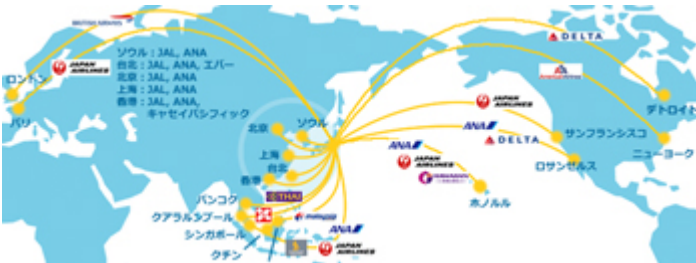 BRITISH AIRWAYS
ロンドン
JAPAN AIRLINES
パリ
ソウル : JAL, ANA
台北 : JAL, ANA, エバー
北京 : JAL, ANA
上海 : JAL, ANA
香港 : JAL, ANA,
キャセイパシフィック
北京
ソウル
上海
台北
香港
バンコク
THAI
クアラルンプール
malaysia
シンガポール
クチン
ANA
JAPAN AIRLINES
DELTA
デトロイト
JAPAN AIRLINES
ANA
サンフランシスコ
ニューヨーク
ANA
DELTA
JAPAN AIRLINES
ロサンゼルス
HAWAIIAN
ホノルル